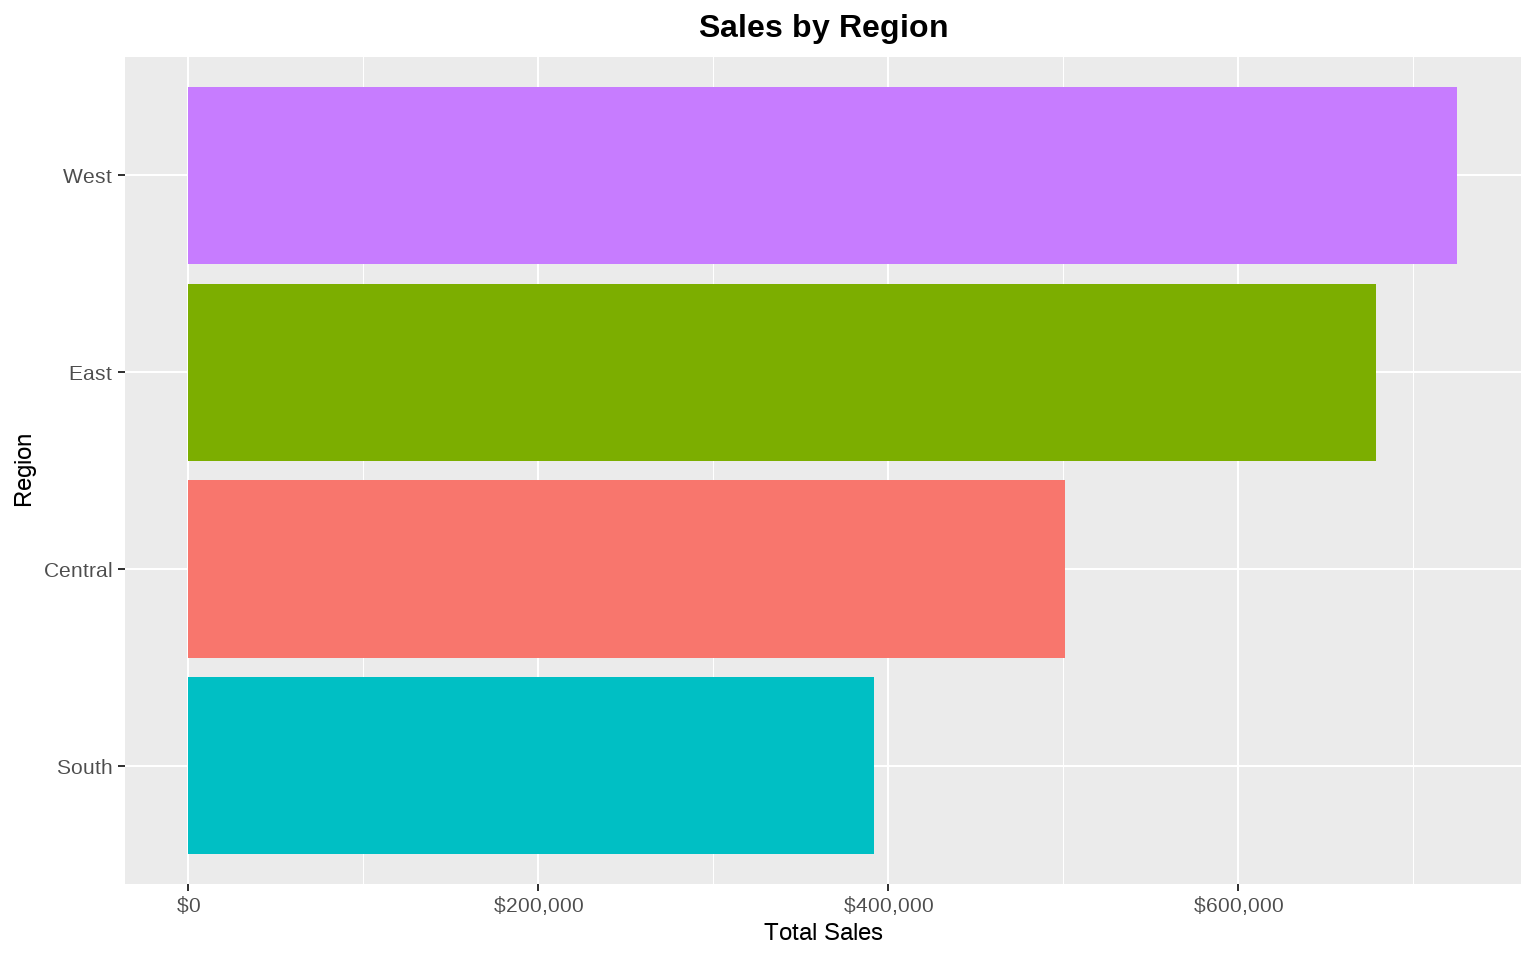 Sales by Region
West
East
Central
South
Region
$0
$200,000
$400,000
$600,000
Total Sales